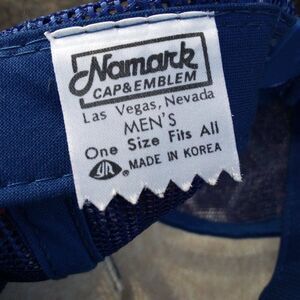 Namark
CAP&EMBLEM
Las Vegas, Nevada
MEN'S
One Size Fits All
MADE IN KOREA